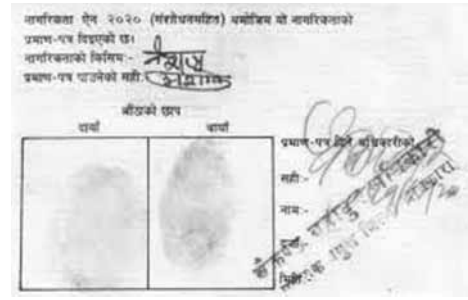 नागरिकता ऐन २०२० (संशोधनसहित) बमोजिम यो नागरिकताको
प्रमाण-पत्र दिइएको छ।
नागरिकताको किसिम:- वंशज
प्रमाण-पत्र पाउनेको सही
बौंठाको छाप
दायाँ बायाँ
प्रमाण-पत्र दिने अधिकारीको
सही:-
नाम:-
दर्जा
मिति